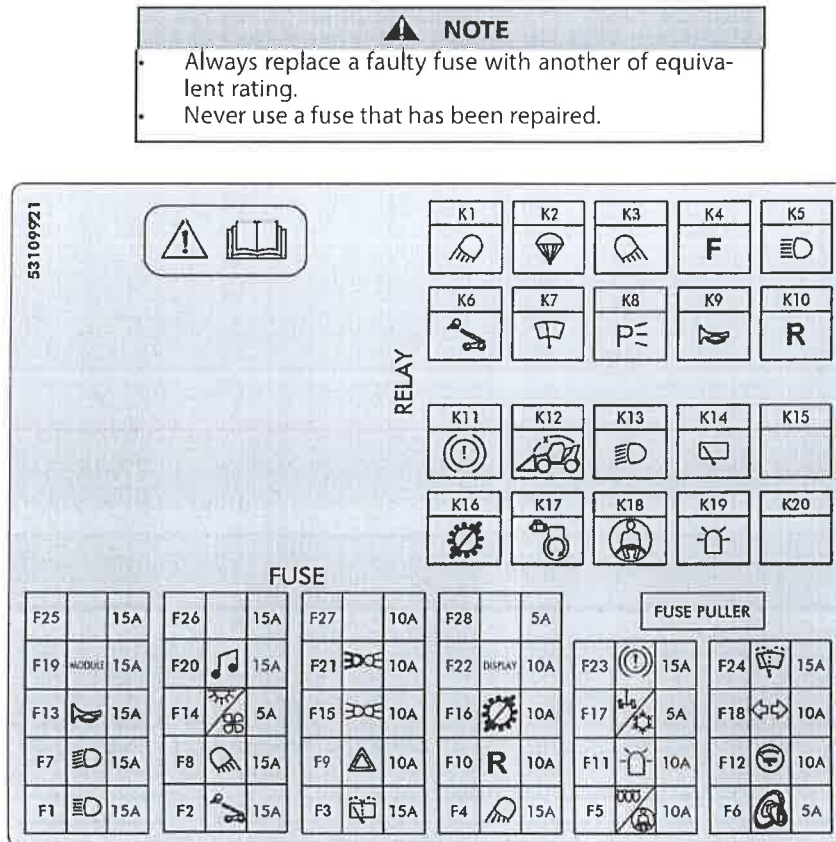 NOTE
• Always replace a faulty fuse with another of equiva-
lent rating.
• Never use a fuse that has been repaired.
53109921
K1 K2 K3 K4 K5
F
K6 K7 K8 K9 K10
P R
RELAY
K11 K12 K13 K14 K15
X
K16 K17 K18 K19 K20
FUSE
FUSE PULLER
F25 15A F26 15A F27 10A F28 5A
F19 MODULE 15A F20 15A F21 10A F22 DISPLAY 10A F23 15A F24 15A
F13 15A F14 5A F15 10A F16 10A F17 5A F18 10A
F7 15A F8 15A F9 10A F10 R 10A F11 10A F12 10A
F1 15A F2 15A F3 15A F4 15A F5 10A F6 5A